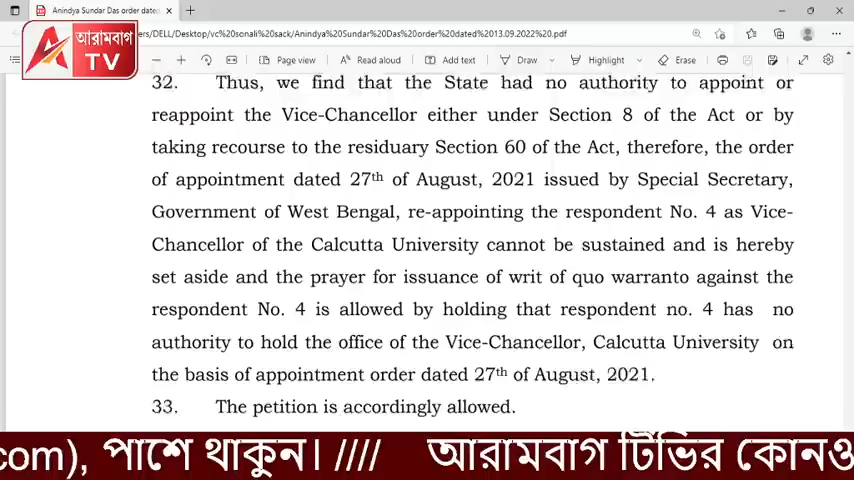 Anindya Sundar Das order dated
ers/DELL/Desktop/vc%20sonali%20sack/Anindya%20Sundar%20Das%20order%20dated%2013.09.2022%20.pdf
আরামবাগ
TV
Page view
Read aloud
Add text
Draw
Highlight
Erase
32. Thus, we find that the State had no authority to appoint or
reappoint the Vice-Chancellor either under Section 8 of the Act or by
taking recourse to the residuary Section 60 of the Act, therefore, the order
of appointment dated 27th of August, 2021 issued by Special Secretary,
Government of West Bengal, re-appointing the respondent No. 4 as Vice-
Chancellor of the Calcutta University cannot be sustained and is hereby
set aside and the prayer for issuance of writ of quo warranto against the
respondent No. 4 is allowed by holding that respondent no. 4 has no
authority to hold the office of the Vice-Chancellor, Calcutta University on
the basis of appointment order dated 27th of August, 2021.
33. The petition is accordingly allowed.
com), পাশে থাকুন। //// আরামবাগ টিভির কোনও